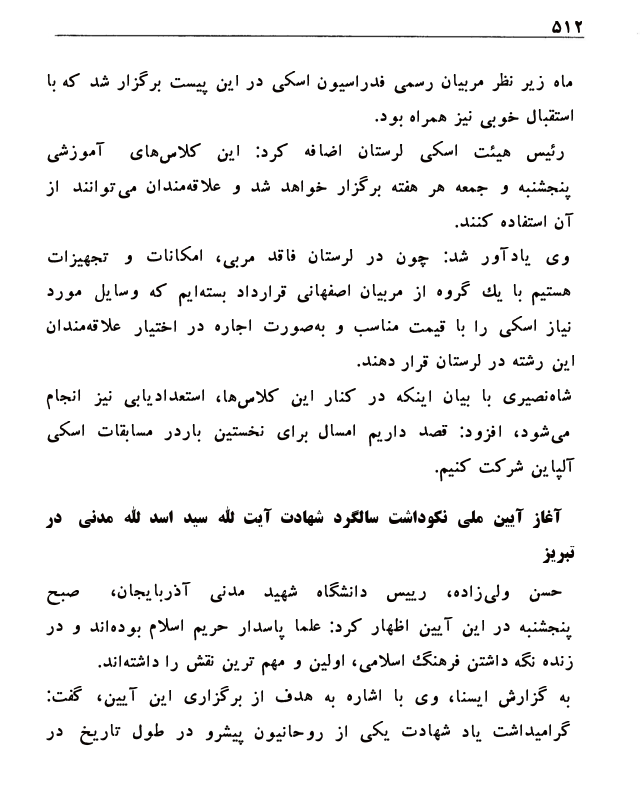 ۵۱۲
ماه زیر نظر مربیان رسمی فدراسیون اسکی در این پیست برگزار شد که با
استقبال خوبی نیز همراه بود.
رئیس هیئت اسکی لرستان اضافه کرد: این کلاس‌های آموزشی
پنجشنبه و جمعه هر هفته برگزار خواهد شد و علاقه‌مندان می‌توانند از
آن استفاده کنند.
وی یادآور شد: چون در لرستان فاقد مربی، امکانات و تجهیزات
هستیم با یك گروه از مربیان اصفهانی قرارداد بسته‌ایم که وسایل مورد
نیاز اسکی را با قیمت مناسب و به‌صورت اجاره در اختیار علاقه‌مندان
این رشته در لرستان قرار دهند.
شاه‌نصیری با بیان اینکه در کنار این کلاس‌ها، استعدادیابی نیز انجام
می‌شود، افزود: قصد داریم امسال برای نخستین باردر مسابقات اسکی
آلپاین شرکت کنیم.
آغاز آیین ملی نکوداشت سالگرد شهادت آیت لله سید اسد لله مدنی در
تبریز
حسن ولی‌زاده، رییس دانشگاه شهید مدنی آذربایجان، صبح
پنجشنبه در این آیین اظهار کرد: علما پاسدار حریم اسلام بوده‌اند و در
زنده نگه داشتن فرهنگ اسلامی، اولین و مهم ترین نقش را داشته‌اند.
به گزارش ایسنا، وی با اشاره به هدف از برگزاری این آیین، گفت:
گرامیداشت یاد شهادت یکی از روحانیون پیشرو در طول تاریخ در